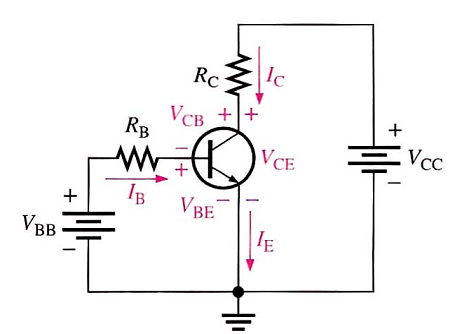 R_C I_C
V_CB + +
R_B
− +
V_CE
+ V_CC −
I_B
+ V_BB −
V_BE − −
I_E